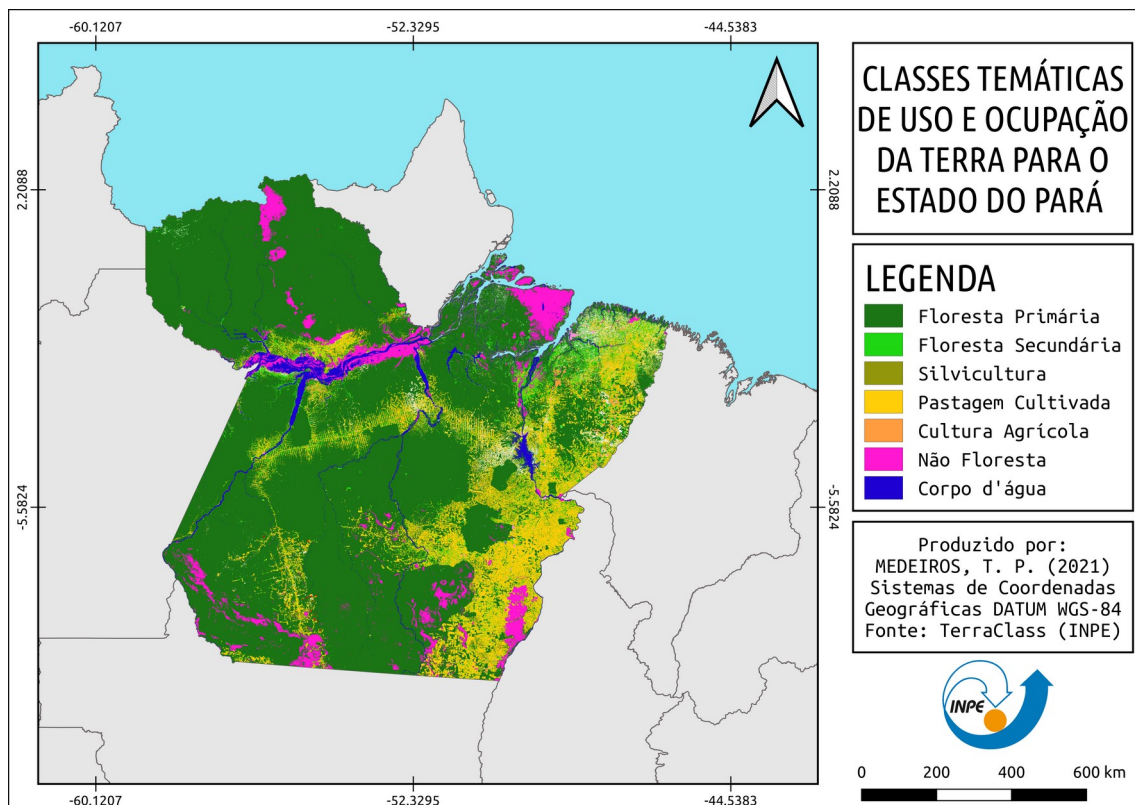 -60.1207 -52.3295 -44.5383
2.2088 2.2088
-5.5824 -5.5824
-60.1207 -52.3295 -44.5383
CLASSES TEMÁTICAS
DE USO E OCUPAÇÃO
DA TERRA PARA O
ESTADO DO PARÁ
LEGENDA
Floresta Primária
Floresta Secundária
Silvicultura
Pastagem Cultivada
Cultura Agrícola
Não Floresta
Corpo d'água
Produzido por:
MEDEIROS, T. P. (2021)
Sistemas de Coordenadas
Geográficas DATUM WGS-84
Fonte: TerraClass (INPE)
INPE
0 200 400 600 km